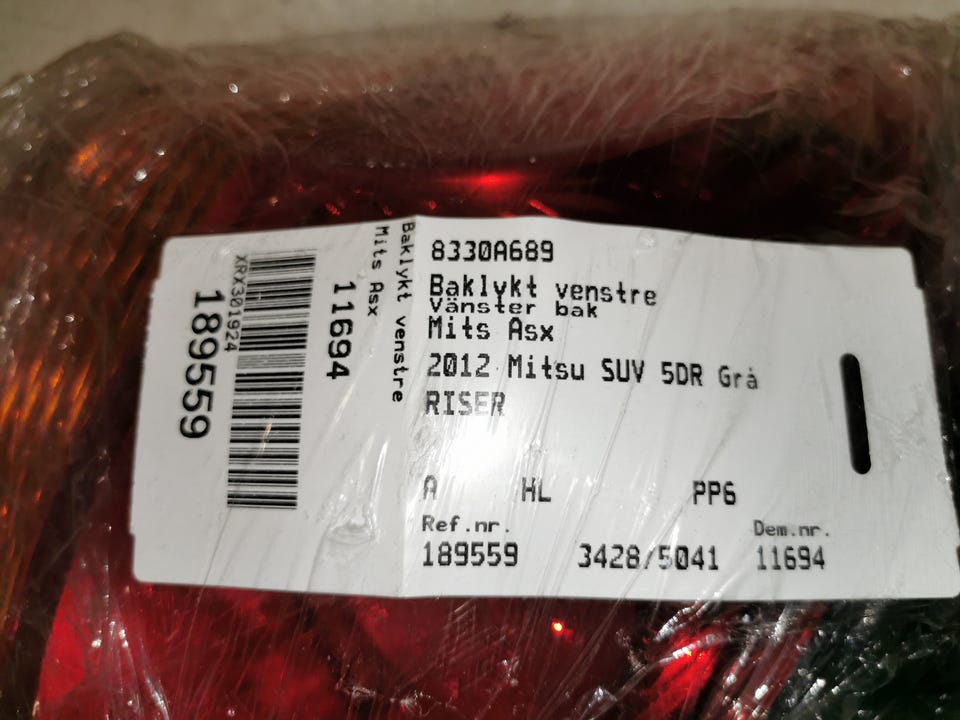 8330A689
Baklykt venstre
Vänster bak
Mits Asx
2012 Mitsu SUV 5DR Grå
RISER
A HL PP6
Ref.nr. Dem.nr.
189559 3428/5041 11694
Baklykt venstre
Mits Asx
11694
XRX301924
189559